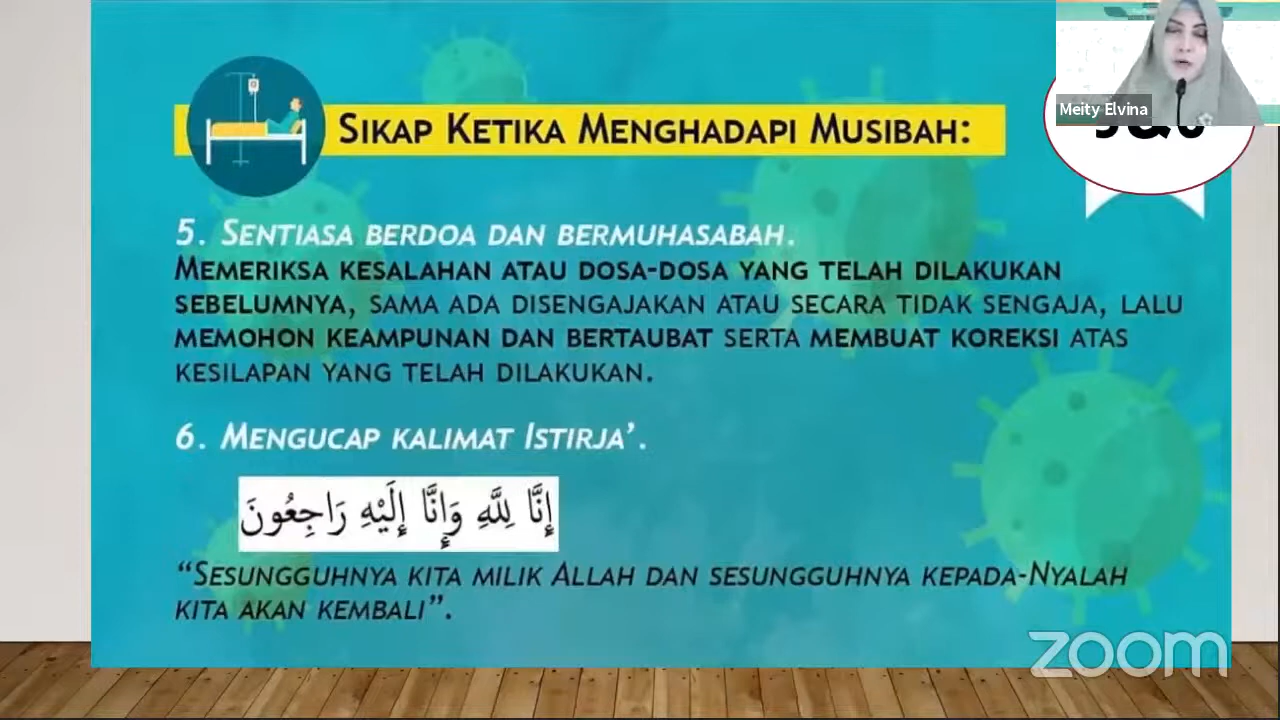 Meity Elvina
SIKAP KETIKA MENGHADAPI MUSIBAH:
5. SENTIASA BERDOA DAN BERMUHASABAH.
MEMERIKSA KESALAHAN ATAU DOSA-DOSA YANG TELAH DILAKUKAN
SEBELUMNYA, SAMA ADA DISENGAJAKAN ATAU SECARA TIDAK SENGAJA, LALU
MEMOHON KEAMPUNAN DAN BERTAUBAT SERTA MEMBUAT KOREKSI ATAS
KESILAPAN YANG TELAH DILAKUKAN.
6. MENGUCAP KALIMAT ISTIRJA'.
إِنَّا لِلَّهِ وَإِنَّا إِلَيْهِ رَاجِعُونَ
“SESUNGGUHNYA KITA MILIK ALLAH DAN SESUNGGUHNYA KEPADA-NYALAH
KITA AKAN KEMBALI”.
zoom